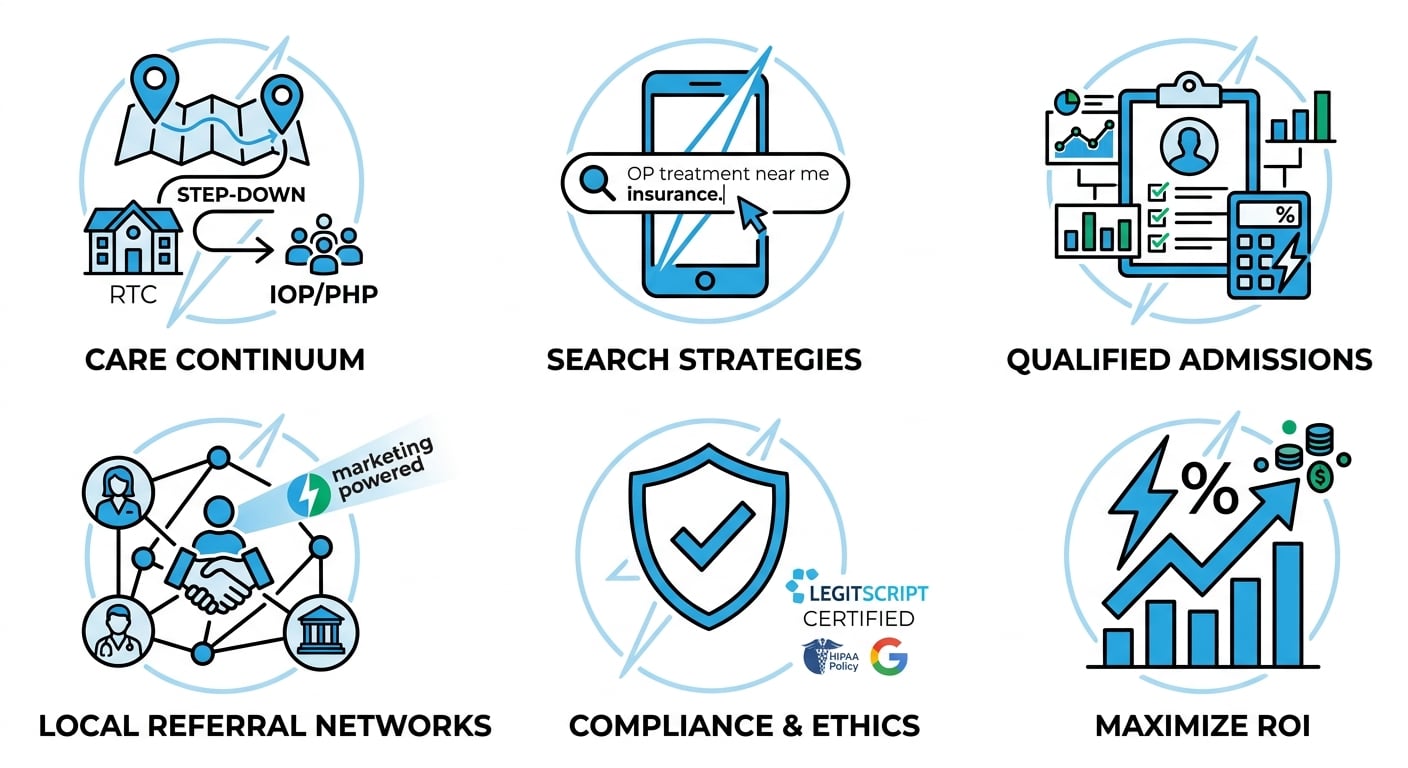 STEP-DOWN
RTC
IOP/PHP
CARE CONTINUUM
OP treatment near me
insurance.
SEARCH STRATEGIES
%
QUALIFIED ADMISSIONS
marketing
powered
LOCAL REFERRAL NETWORKS
LEGITSCRIPT
CERTIFIED
HIPAA
Policy
G
COMPLIANCE & ETHICS
%
$
MAXIMIZE ROI